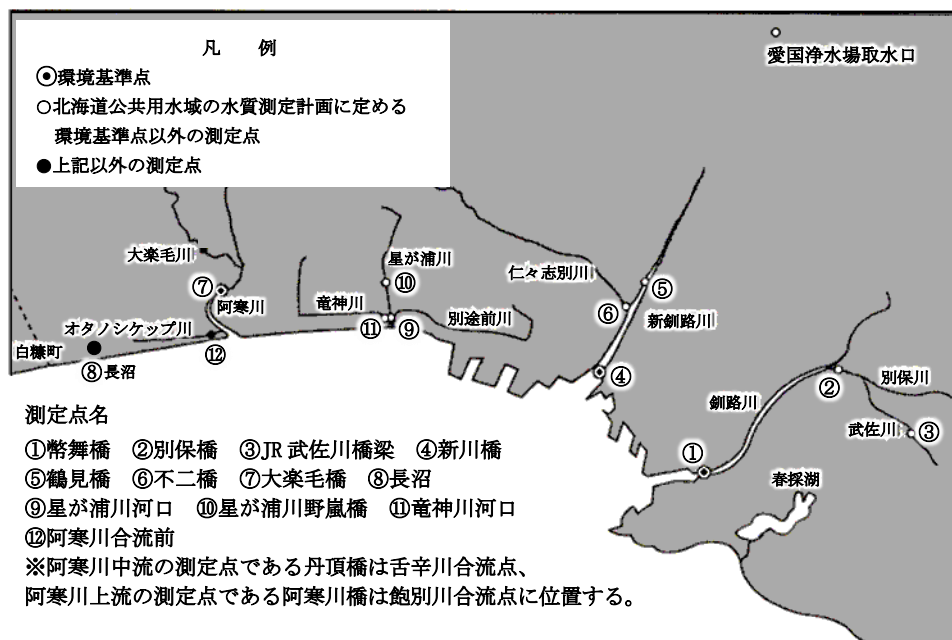 凡 例
◉環境基準点
○北海道公共用水域の水質測定計画に定める
環境基準点以外の測定点
●上記以外の測定点
愛国浄水場取水口
大楽毛川
星が浦川
仁々志別川
⑩
⑤
⑦
阿寒川
竜神川
⑥
新釧路川
別途前川
オタノシケップ川
⑪
⑨
白糠町
⑫
⑧長沼
④
②
別保川
釧路川
武佐川
③
①
春採湖
測定点名
①幣舞橋 ②別保橋 ③JR武佐川橋梁 ④新川橋
⑤鶴見橋 ⑥不二橋 ⑦大楽毛橋 ⑧長沼
⑨星が浦川河口 ⑩星が浦川野嵐橋 ⑪竜神川河口
⑫阿寒川合流前
※阿寒川中流の測定点である丹頂橋は舌辛川合流点、
阿寒川上流の測定点である阿寒川橋は飽別川合流点に位置する。